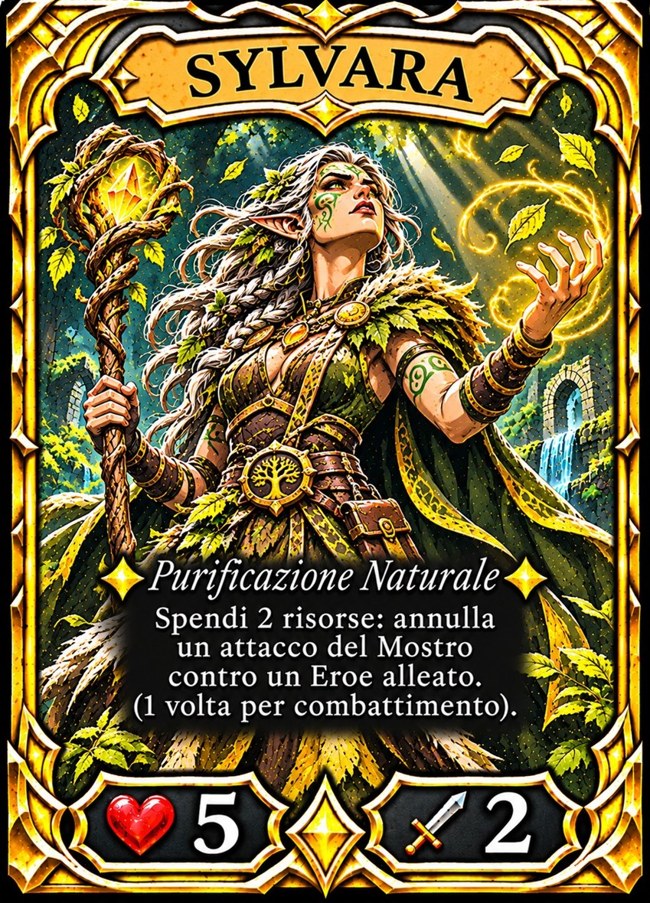 SYLVARA
Purificazione Naturale
Spendi 2 risorse: annulla
un attacco del Mostro
contro un Eroe alleato.
(1 volta per combattimento).
5
2